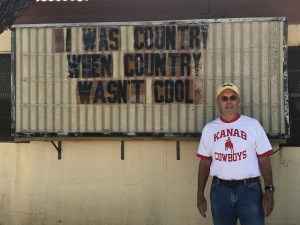 I WAS COUNTRY
WHEN COUNTRY
WASN'T COOL
KANAB
COWBOYS